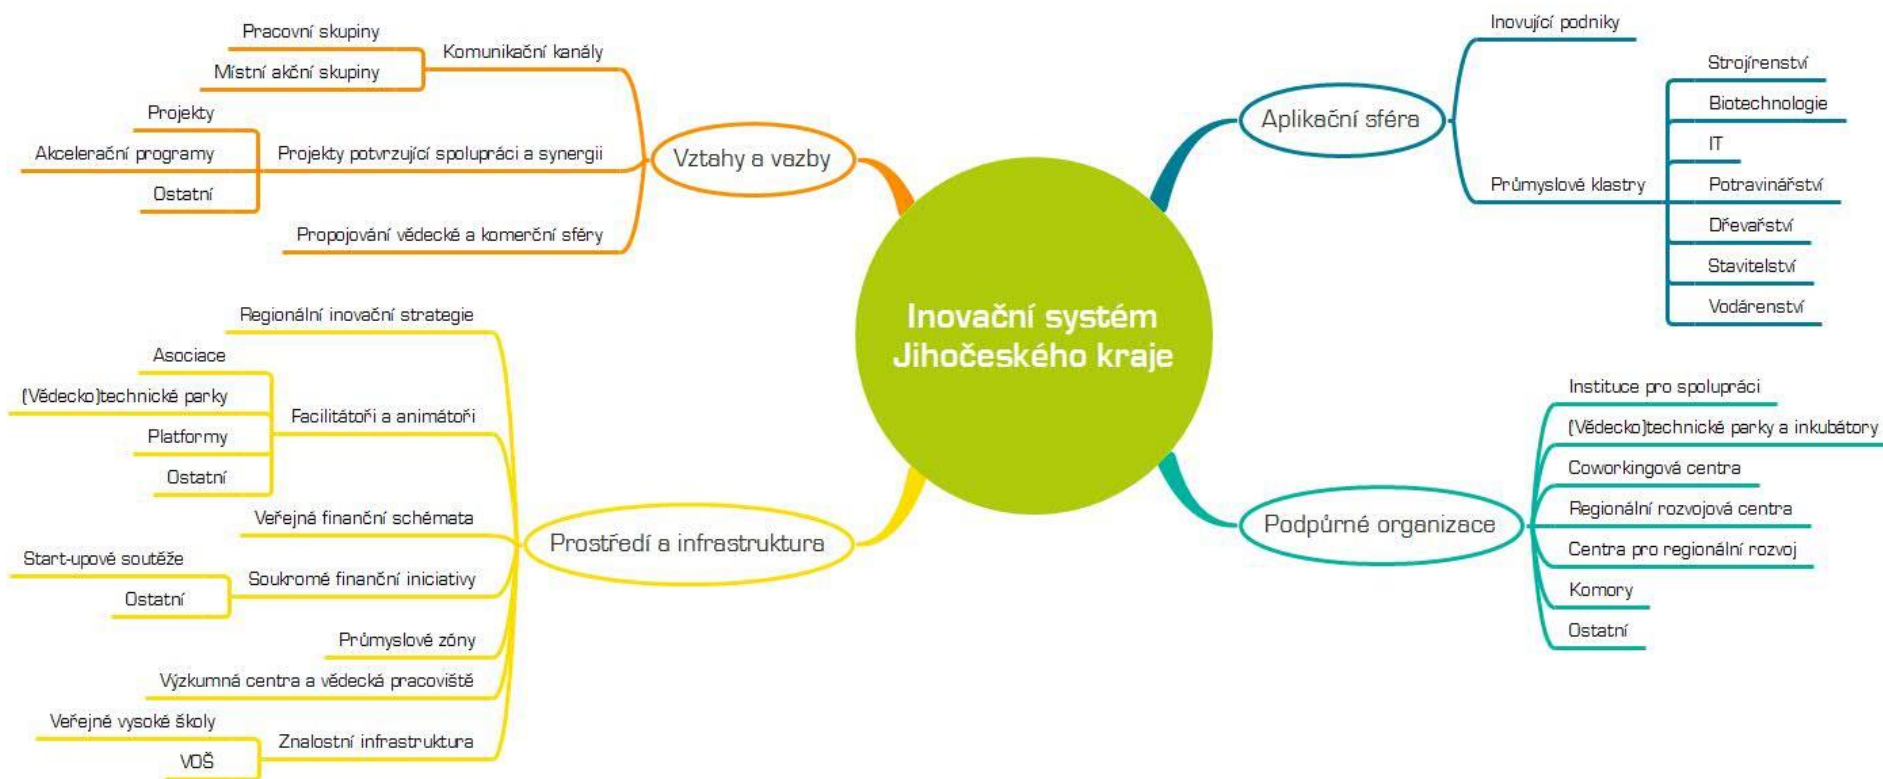 Inovační systém
Jihočeského kraje
Vztahy a vazby
Komunikační kanály
Pracovní skupiny
Místní akční skupiny
Projekty potvrzující spolupráci a synergii
Projekty
Akcelerační programy
Ostatní
Propojování vědecké a komerční sféry
Prostředí a infrastruktura
Regionální inovační strategie
Facilitátoři a animátoři
Asociace
(Vědecko)technické parky
Platformy
Ostatní
Veřejná finanční schémata
Soukromé finanční iniciativy
Start-upové soutěže
Ostatní
Průmyslové zóny
Výzkumná centra a vědecká pracoviště
Znalostní infrastruktura
Veřejné vysoké školy
VOŠ
Aplikační sféra
Inovující podniky
Průmyslové klastry
Strojírenství
Biotechnologie
IT
Potravinářství
Dřevařství
Stavitelství
Vodárenství
Podpůrné organizace
Instituce pro spolupráci
(Vědecko)technické parky a inkubátory
Coworkingová centra
Regionální rozvojová centra
Centra pro regionální rozvoj
Komory
Ostatní